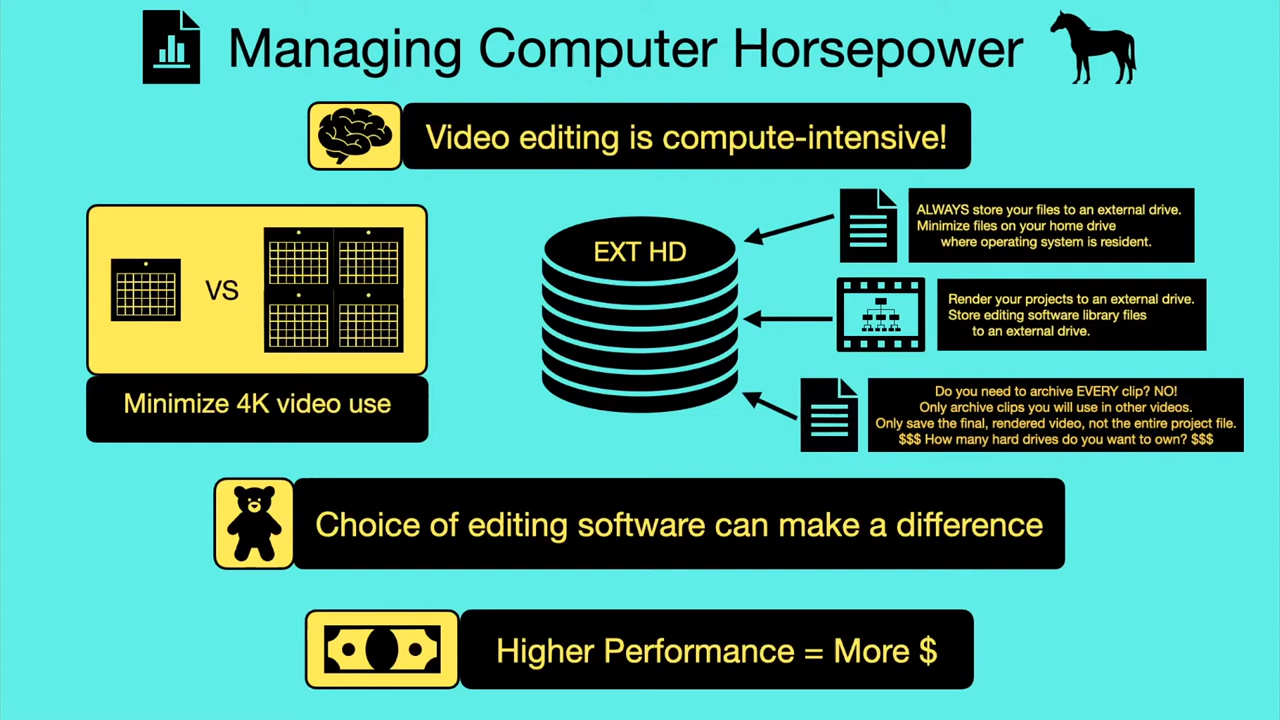 Managing Computer Horsepower
Video editing is compute-intensive!
VS
Minimize 4K video use
EXT HD
ALWAYS store your files to an external drive.
Minimize files on your home drive
where operating system is resident.
Render your projects to an external drive.
Store editing software library files
to an external drive.
Do you need to archive EVERY clip? NO!
Only archive clips you will use in other videos.
Only save the final, rendered video, not the entire project file.
$$$ How many hard drives do you want to own? $$$
Choice of editing software can make a difference
Higher Performance = More $